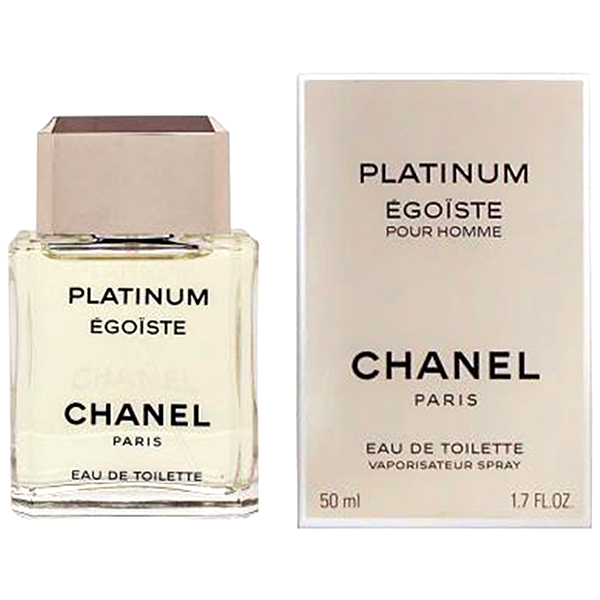 PLATINUM
ÉGOÏSTE
CHANEL
PARIS
EAU DE TOILETTE
PLATINUM
ÉGOÏSTE
POUR HOMME
CHANEL
PARIS
EAU DE TOILETTE
VAPORISATEUR SPRAY
50 ml 1.7 FL.OZ.